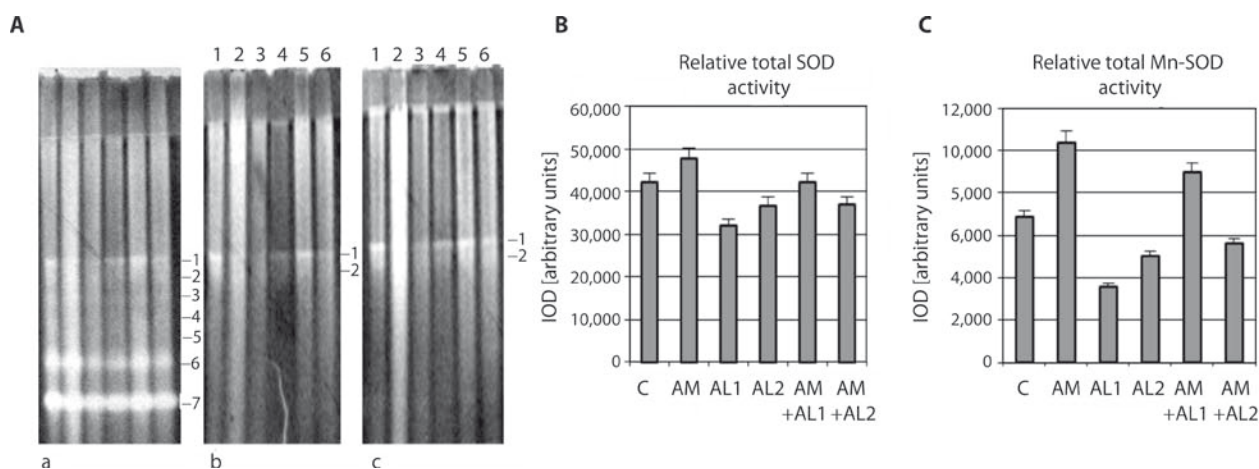 A
1 2 3 4 5 6
1 2 3 4 5 6
–1
–2
–3
–4
–5
–6
–7
–1
–2
–1
–2
a
b
c
B
Relative total SOD
activity
IOD [arbitrary units]
60,000
50,000
40,000
30,000
20,000
10,000
0
C AM AL1 AL2 AM AM
+AL1 +AL2
C
Relative total Mn-SOD
activity
IOD [arbitrary units]
12,000
10,000
5,000
6,000
4,000
2,000
0
C AM AL1 AL2 AM AM
+AL1 +AL2